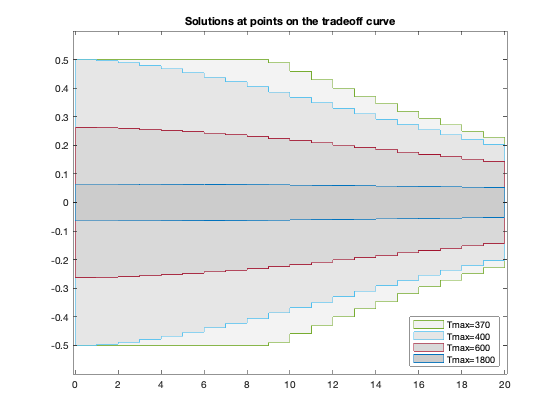 Solutions at points on the tradeoff curve
0.5
0.4
0.3
0.2
0.1
0
-0.1
-0.2
-0.3
-0.4
-0.5
0 2 4 6 8 10 12 14 16 18 20
Tmax=370
Tmax=400
Tmax=600
Tmax=1800